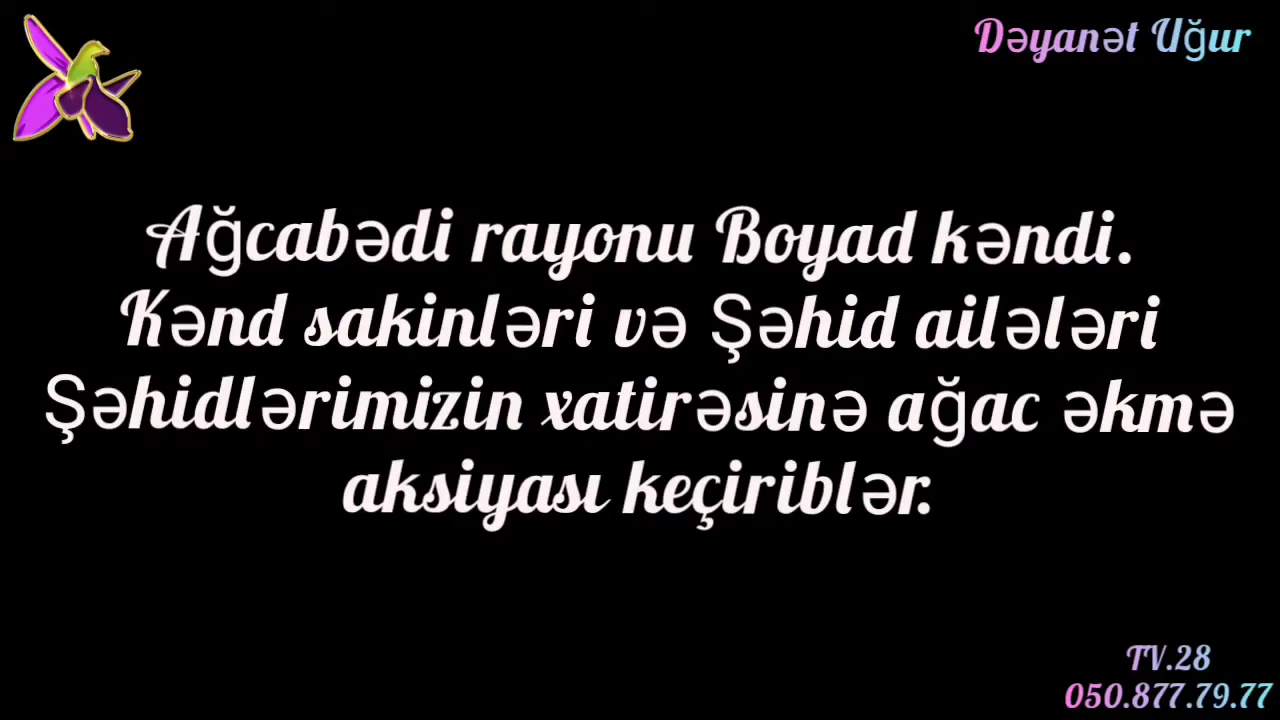 Dəyanət Uğur
Ağcabədi rayonu Boyad kəndi.
Kənd sakinləri və Şəhid ailələri
Şəhidlərimizin xatirəsinə ağac əkmə
aksiyası keçiriblər.
TV.28
050.877.79.77